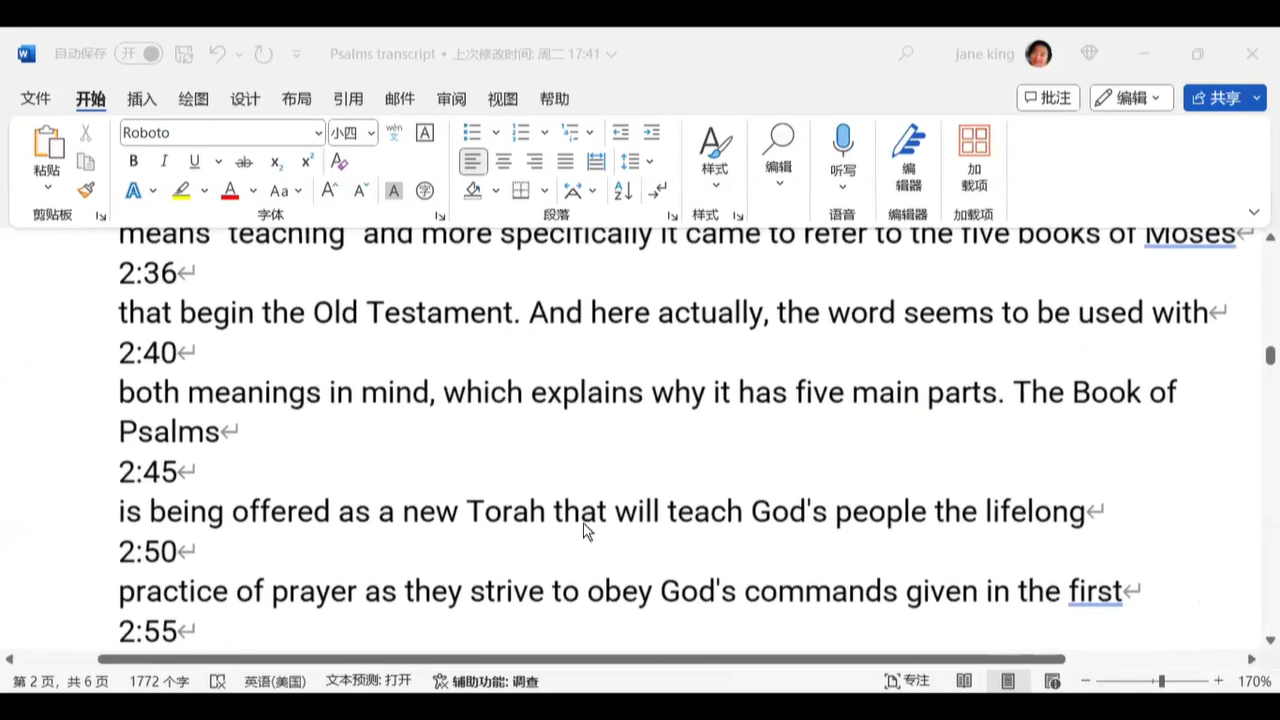 自动保存 开 Psalms transcript • 上次修改时间: 周二 17:41 jane king
文件 开始 插入 绘图 设计 布局 引用 邮件 审阅 视图 帮助 批注 编辑 共享
粘贴 Roboto 小四 wén 文 A 样式 编辑 听写 编辑器 加载项
B I U ab x₂ x² A
A A Aa A A A 字 A Z
剪贴板 字体 段落 样式 语音 编辑器 加载项
means "teaching" and more specifically it came to refer to the five books of Moses
2:36
that begin the Old Testament. And here actually, the word seems to be used with
2:40
both meanings in mind, which explains why it has five main parts. The Book of
Psalms
2:45
is being offered as a new Torah that will teach God's people the lifelong
2:50
practice of prayer as they strive to obey God's commands given in the first
2:55
第 2 页，共 6 页 1772 个字 英语(美国) 文本预测: 打开 辅助功能: 调查 专注 170%